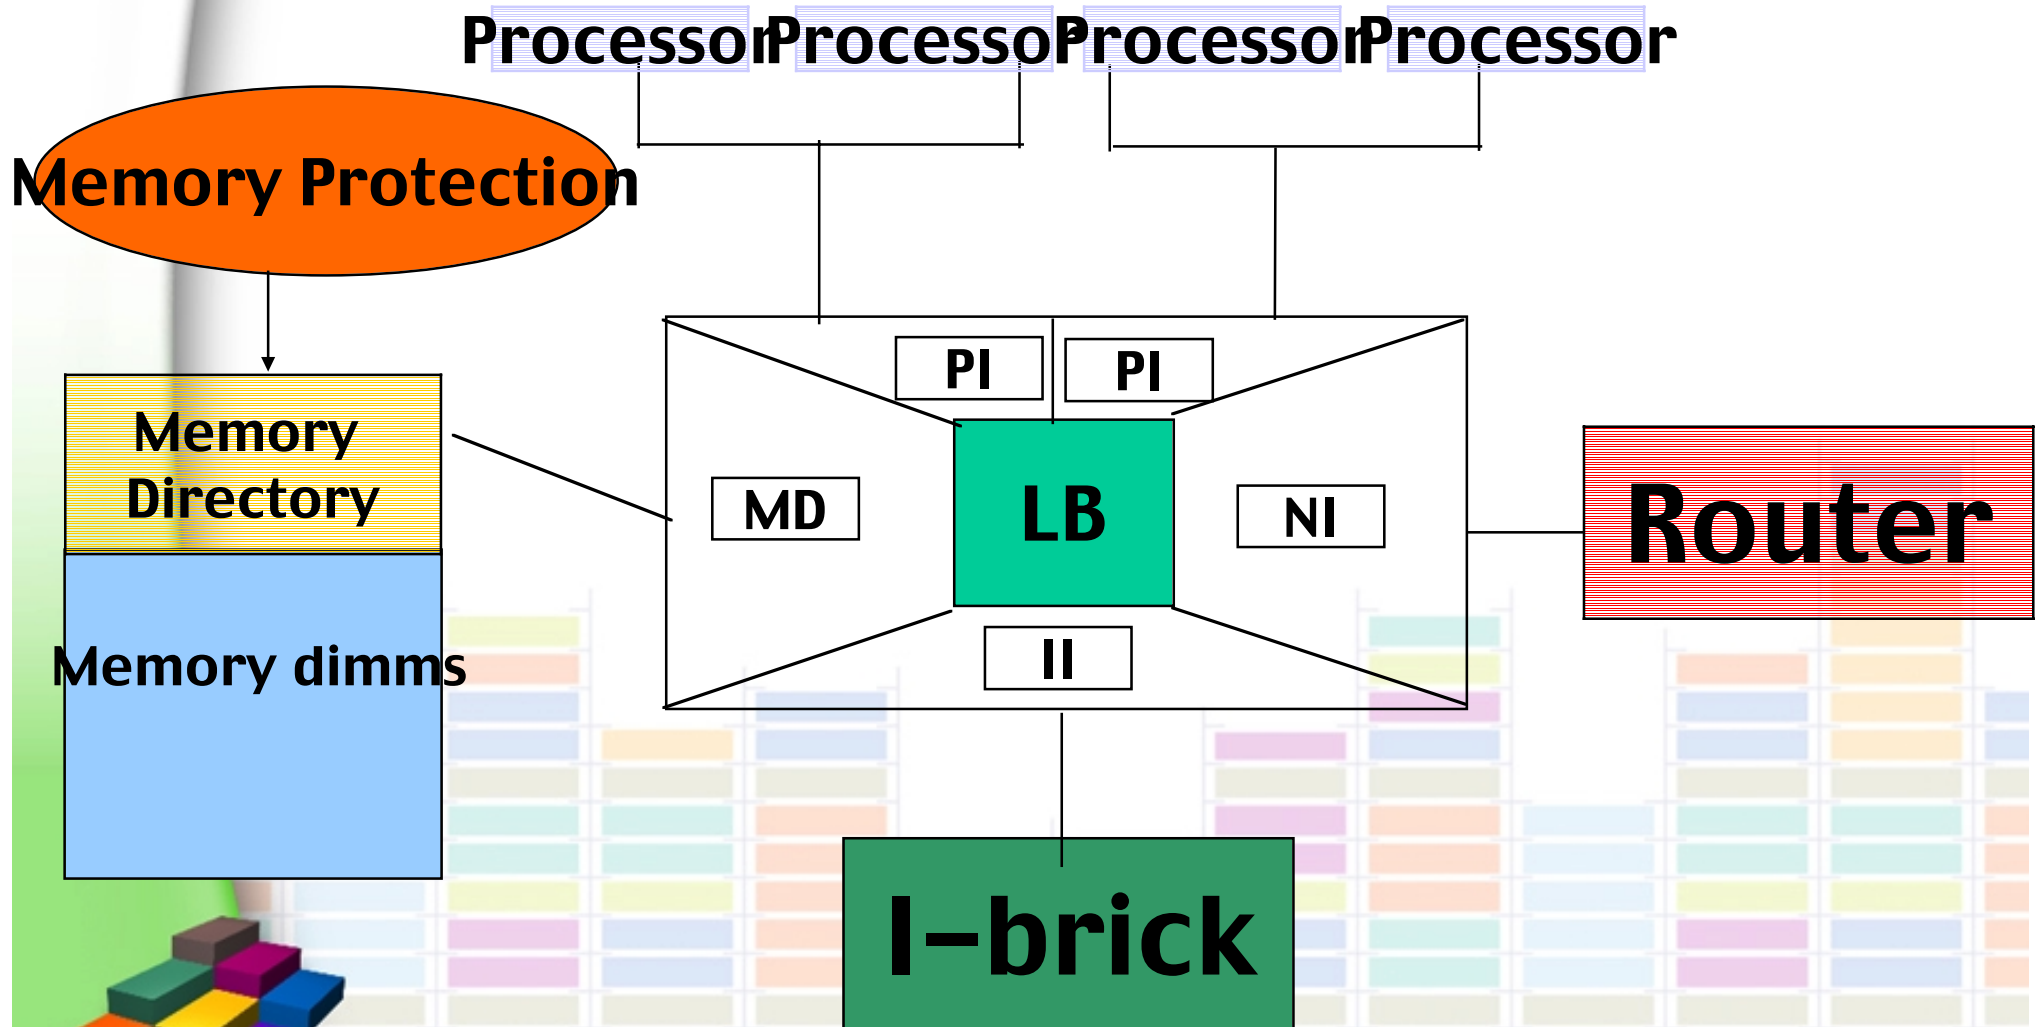 Processor Processor Processor Processor
Memory Protection
PI PI
Memory
Directory
MD LB NI
Router
Memory dimms
II
I-brick